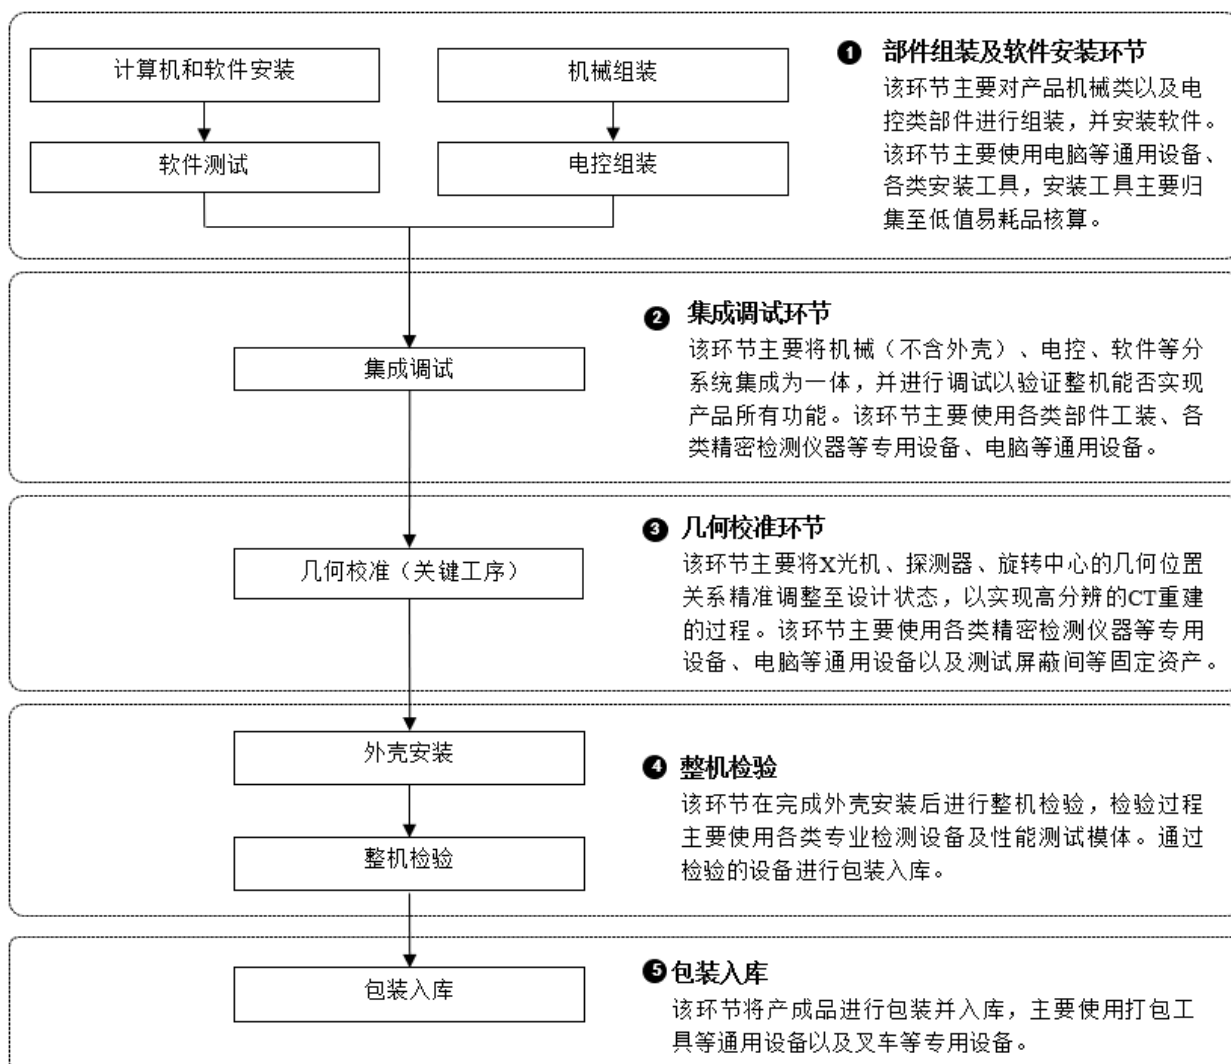 计算机和软件安装
机械组装
软件测试
电控组装
❶ 部件组装及软件安装环节
该环节主要对产品机械类以及电
控类部件进行组装，并安装软件。
该环节主要使用电脑等通用设备、
各类安装工具，安装工具主要归
集至低值易耗品核算。
集成调试
❷ 集成调试环节
该环节主要将机械（不含外壳）、电控、软件等分
系统集成为一体，并进行调试以验证整机能否实现
产品所有功能。该环节主要使用各类部件工装、各
类精密检测仪器等专用设备、电脑等通用设备。
几何校准（关键工序）
❸ 几何校准环节
该环节主要将X光机、探测器、旋转中心的几何位置
关系精准调整至设计状态，以实现高分辨的CT重建
的过程。该环节主要使用各类精密检测仪器等专用
设备、电脑等通用设备以及测试屏蔽间等固定资产。
外壳安装
整机检验
❹ 整机检验
该环节在完成外壳安装后进行整机检验，检验过程
主要使用各类专业检测设备及性能测试模体。通过
检验的设备进行包装入库。
包装入库
❺ 包装入库
该环节将产成品进行包装并入库，主要使用打包工
具等通用设备以及叉车等专用设备。